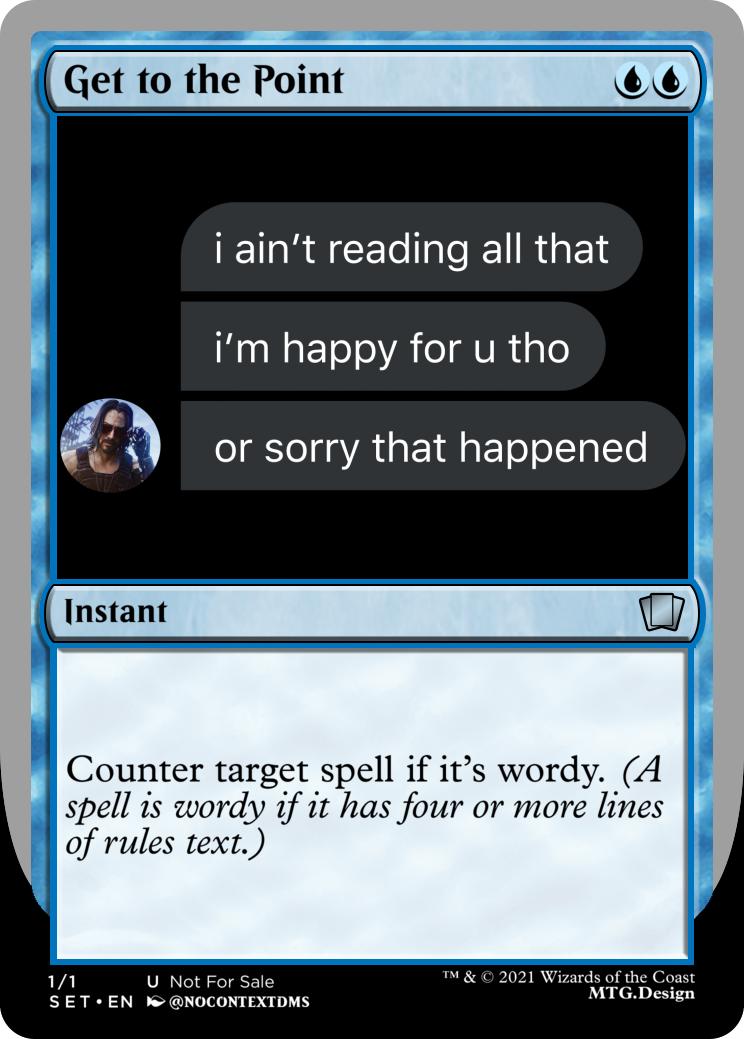 Get to the Point
i ain’t reading all that
i’m happy for u tho
or sorry that happened
Instant
Counter target spell if it's wordy. (A
spell is wordy if it has four or more lines
of rules text.)
1/1 U Not For Sale
SET • EN @NOCONTEXTDMS
™ & © 2021 Wizards of the Coast
MTG.Design